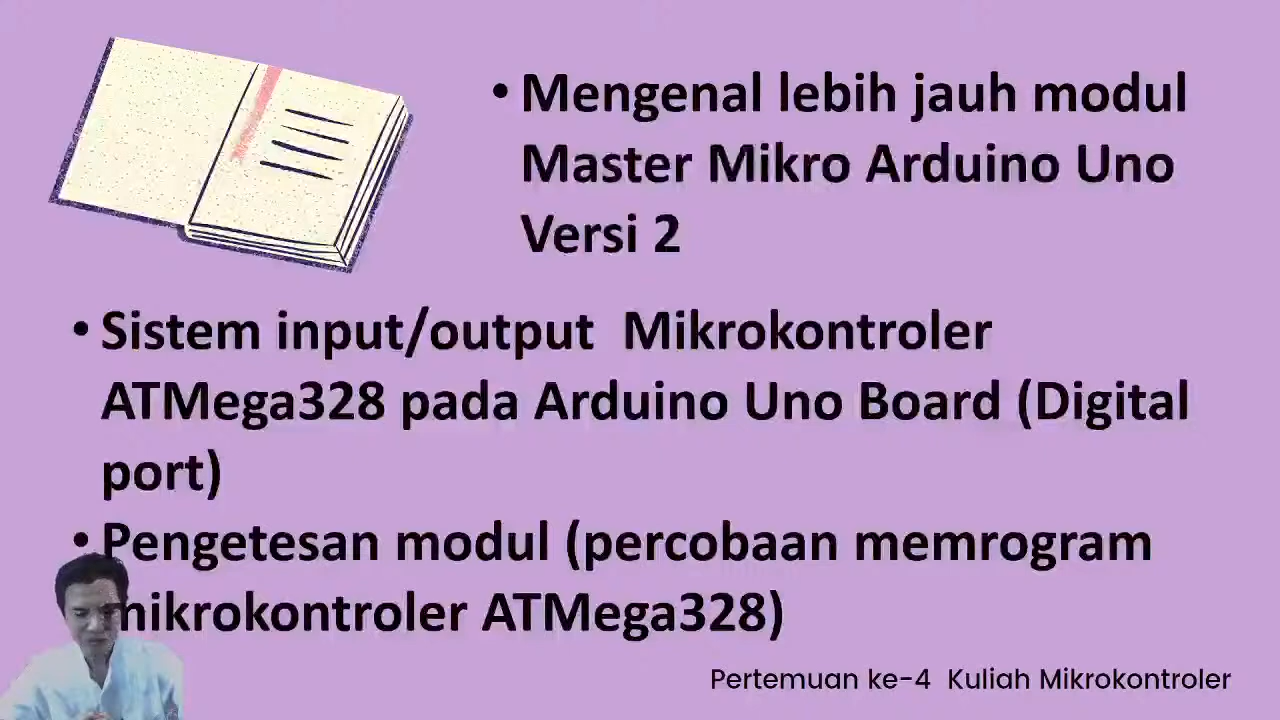 • Mengenal lebih jauh modul
Master Mikro Arduino Uno
Versi 2
• Sistem input/output Mikrokontroler
ATMega328 pada Arduino Uno Board (Digital
port)
• Pengetesan modul (percobaan memrogram
mikrokontroler ATMega328)
Pertemuan ke-4 Kuliah Mikrokontroler